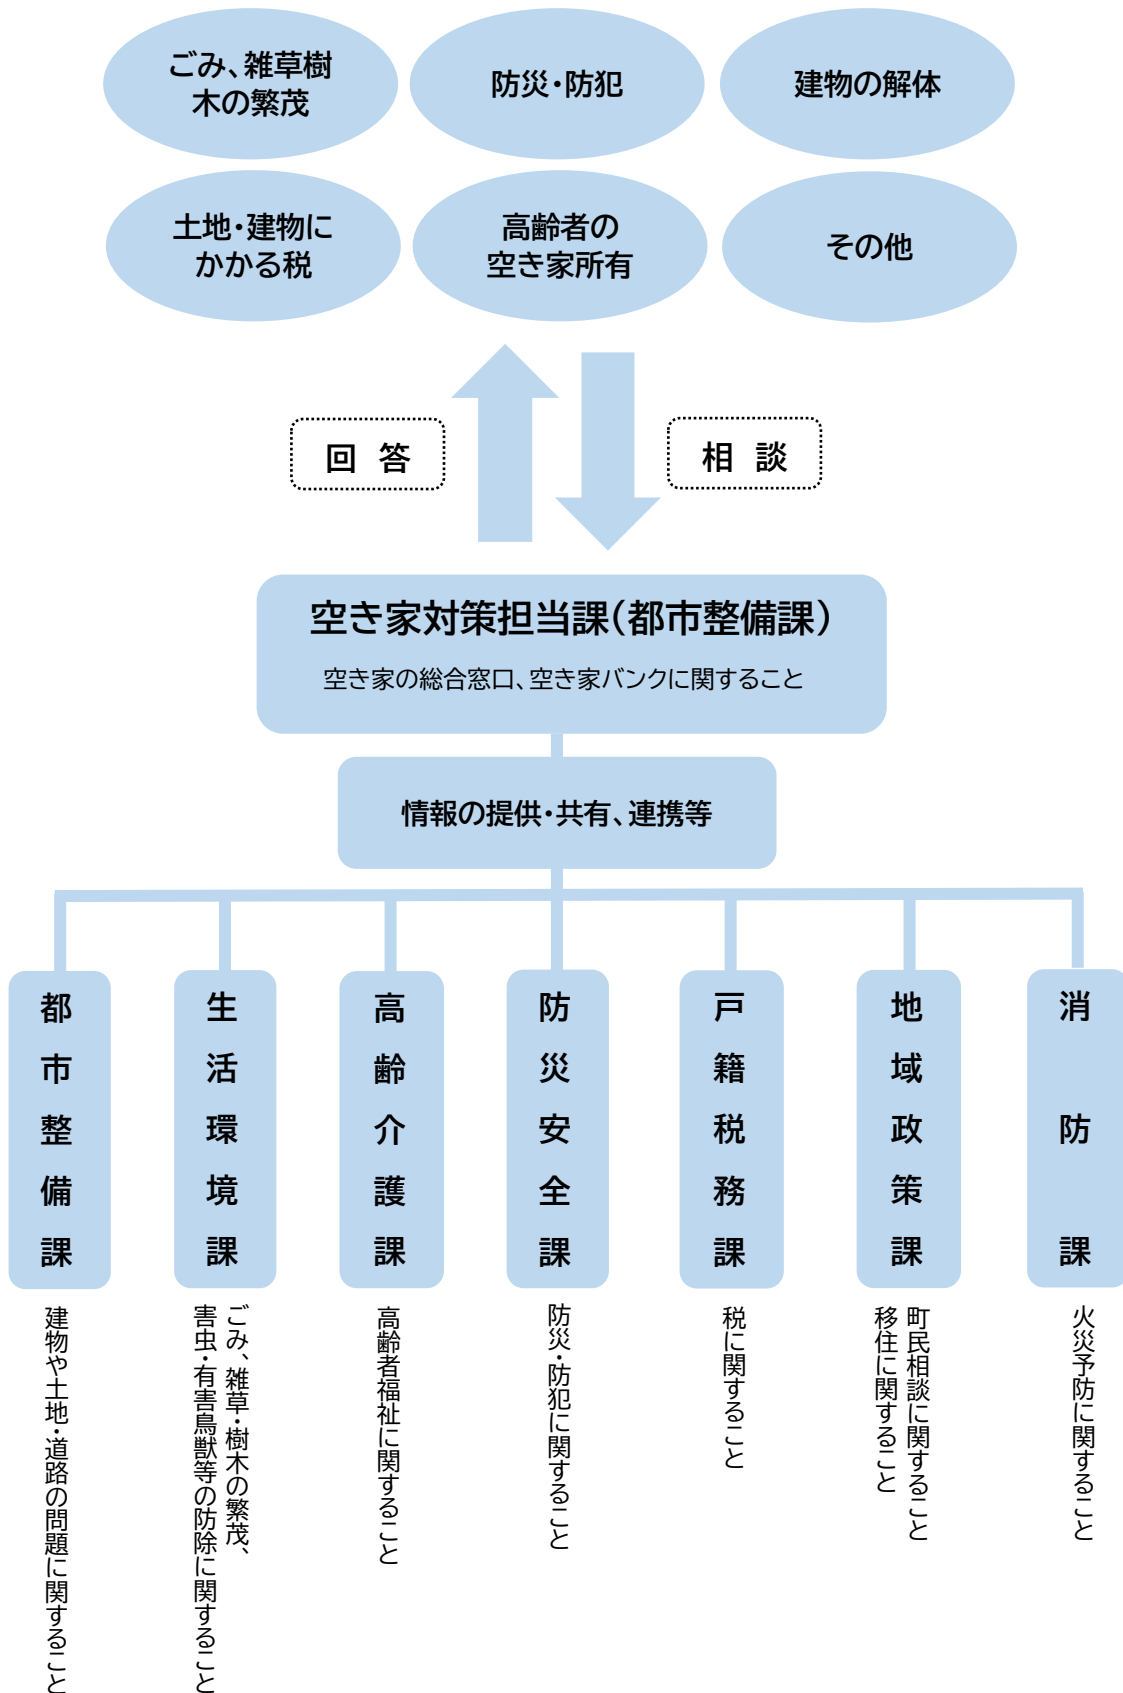 ごみ、雑草樹
木の繁茂
防災・防犯
建物の解体
土地・建物に
かかる税
高齢者の
空き家所有
その他
回 答
相 談
空き家対策担当課(都市整備課)
空き家の総合窓口、空き家バンクに関すること
情報の提供・共有、連携等
都市整備課
生活環境課
高齢介護課
防災安全課
戸籍税務課
地域政策課
消防課
建物や土地・道路の問題に関すること
ごみ、雑草・樹木の繁茂、
害虫・有害鳥獣等の防除に関すること
高齢者福祉に関すること
防災・防犯に関すること
税に関すること
町民相談に関すること
移住に関すること
火災予防に関すること